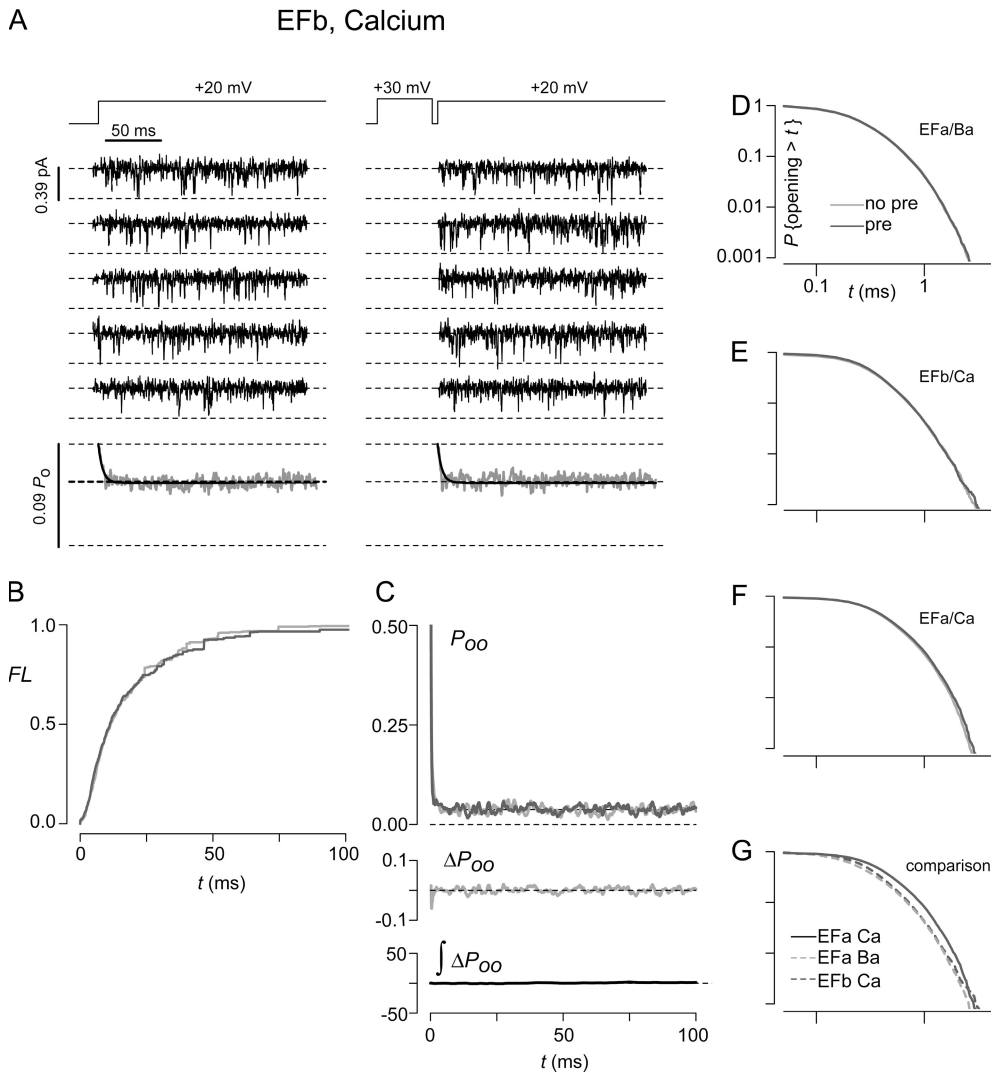 A
EFb, Calcium
+20 mV
+30 mV
+20 mV
50 ms
0.39 pA
0.09 Po
B
1.0
FL
0.5
0.0
0
50
100
t (ms)
C
0.50
Poo
0.25
0.00
0.1
ΔPoo
-0.1
50
∫ ΔPoo
-50
0
50
100
t (ms)
D
1
EFa/Ba
0.1
P {opening > t }
0.01
no pre
pre
0.001
0.1
1
t (ms)
E
EFb/Ca
F
EFa/Ca
G
comparison
EFa Ca
EFa Ba
EFb Ca